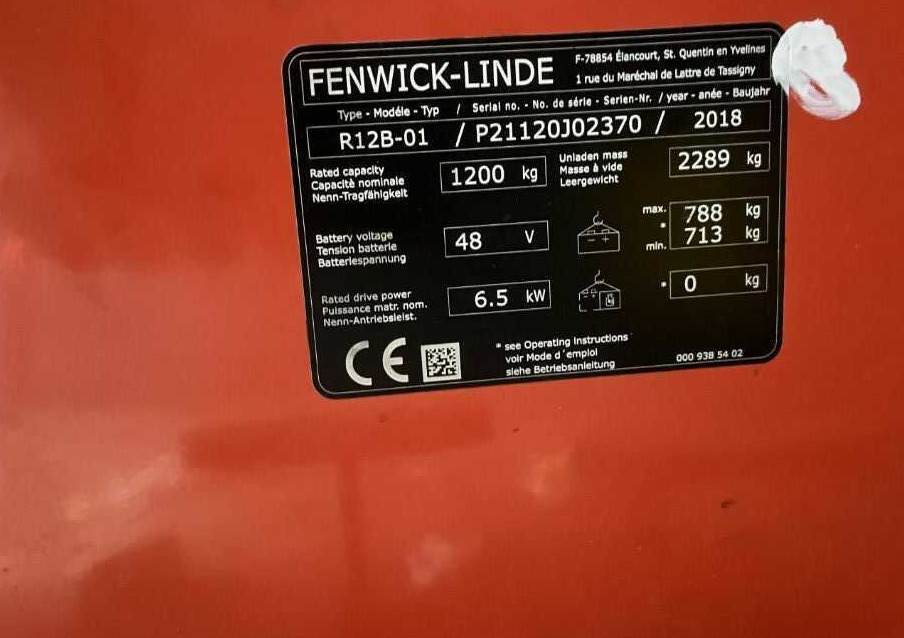 FENWICK-LINDE
F-78854 Élancourt, St. Quentin en Yvelines
1 rue du Maréchal de Lattre de Tassigny
Type - Modéle - Typ / Serial no. - No. de série - Serien-Nr. / year - anée - Baujahr
R12B-01 / P21120J02370 / 2018
Rated capacity
Capacitè nominale
Nenn-Tragfähigkeit
1200 kg
Unladen mass
Masse à vide
Leergewicht
2289 kg
Battery voltage
Tension batterie
Batteriespannung
48 V
max. 788 kg
*
min. 713 kg
Rated drive power
Puissance matr. nom.
Nenn-Antriebsleist.
6.5 kW
* 0 kg
CE
* see Operating Instructions
voir Mode d'emploi
siehe Betriebsanleitung
000 938 54 02